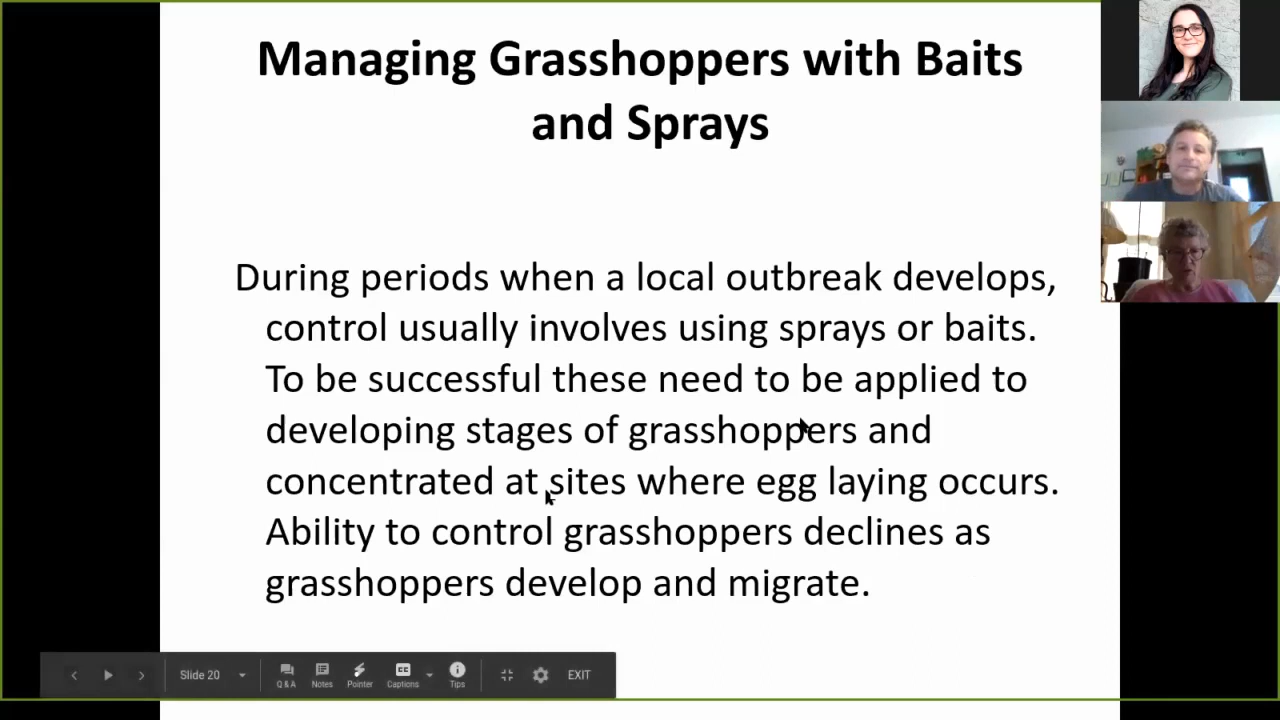 Managing Grasshoppers with Baits
and Sprays
During periods when a local outbreak develops,
control usually involves using sprays or baits.
To be successful these need to be applied to
developing stages of grasshoppers and
concentrated at sites where egg laying occurs.
Ability to control grasshoppers declines as
grasshoppers develop and migrate.
Slide 20
Q & A
Notes
Pointer
CC
Captions
Tips
EXIT